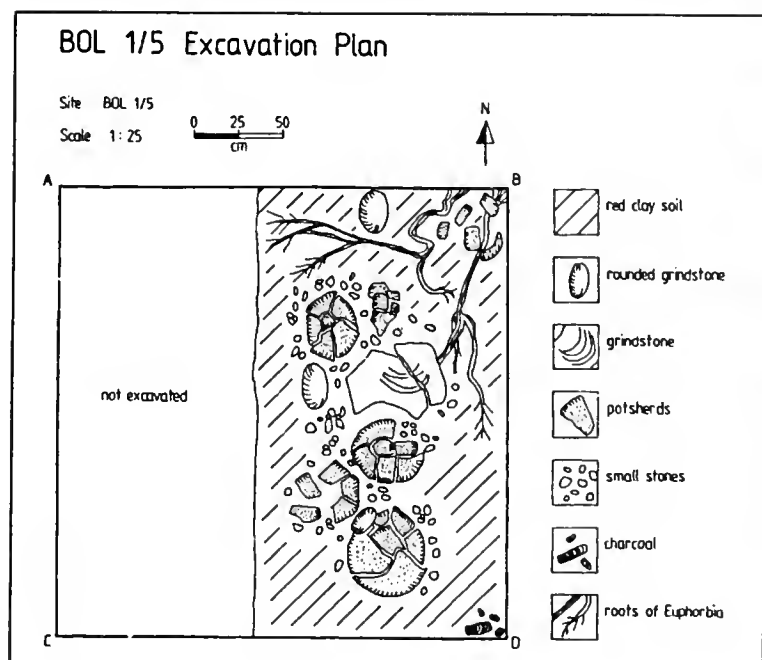 BOL 1/5 Excavation Plan
Site BOL 1/5
Scale 1:25
0 25 50
cm
N
A
B
not excavated
C
D
red clay soil
rounded grindstone
grindstone
potsherds
small stones
charcoal
roots of Euphorbia